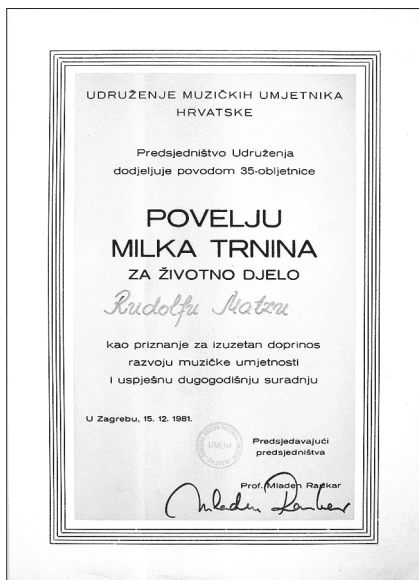 UDRUŽENJE MUZIČKIH UMJETNIKA
HRVATSKE
Predsjedništvo Udruženja
dodjeljuje povodom 35-obljetnice
POVELJU
MILKA TRNINA
ZA ŽIVOTNO DJELO
Rudolfu Matzu
kao priznanje za izuzetan doprinos
razvoju muzičke umjetnosti
i uspješnu dugogodišnju suradnju
U Zagrebu, 15. 12. 1981.
UMUH
Predsjedavajući
predsjedništva
Prof. Mladen Raukar
Mladen Raukar